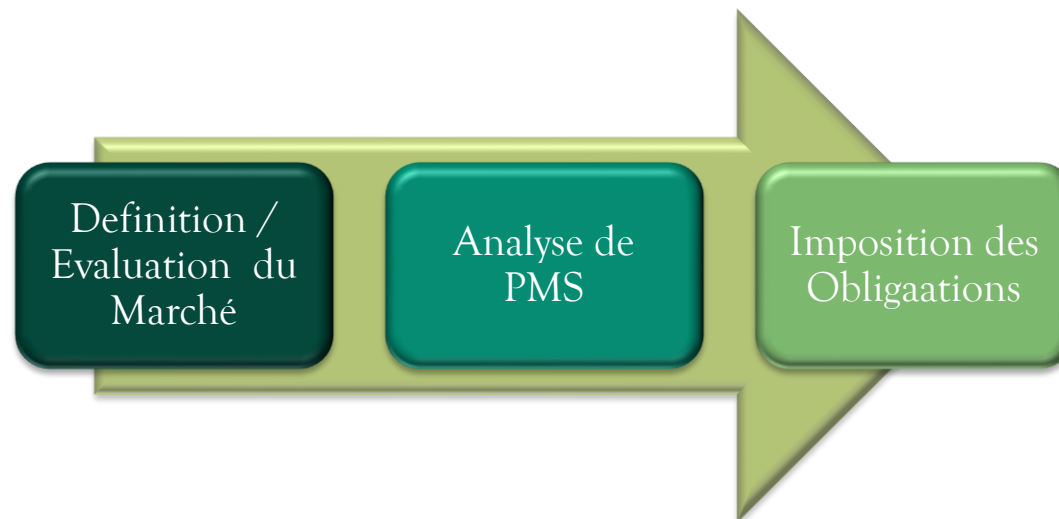 Definition /
Evaluation du
Marché
Analyse de
PMS
Imposition des
Obligaations